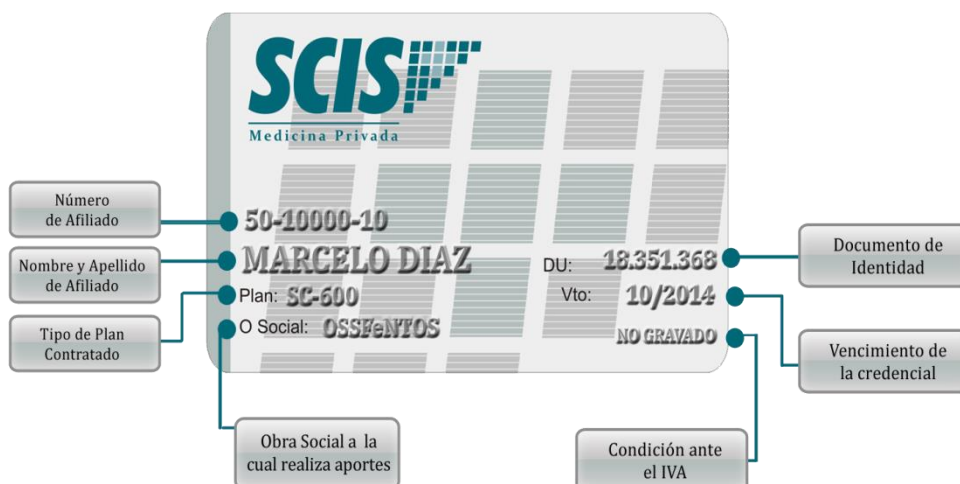 SCIS
Medicina Privada
Número
de Afiliado
50-10000-10
Nombre y Apellido
de Afiliado
MARCELO DIAZ
DU: 18.351.368
Documento de
Identidad
Tipo de Plan
Contratado
Plan: SC-600
Vto: 10/2014
Vencimiento de
la credencial
O Social: OSSFeNTOS
NO GRAVADO
Obra Social a la
cual realiza aportes
Condición ante
el IVA